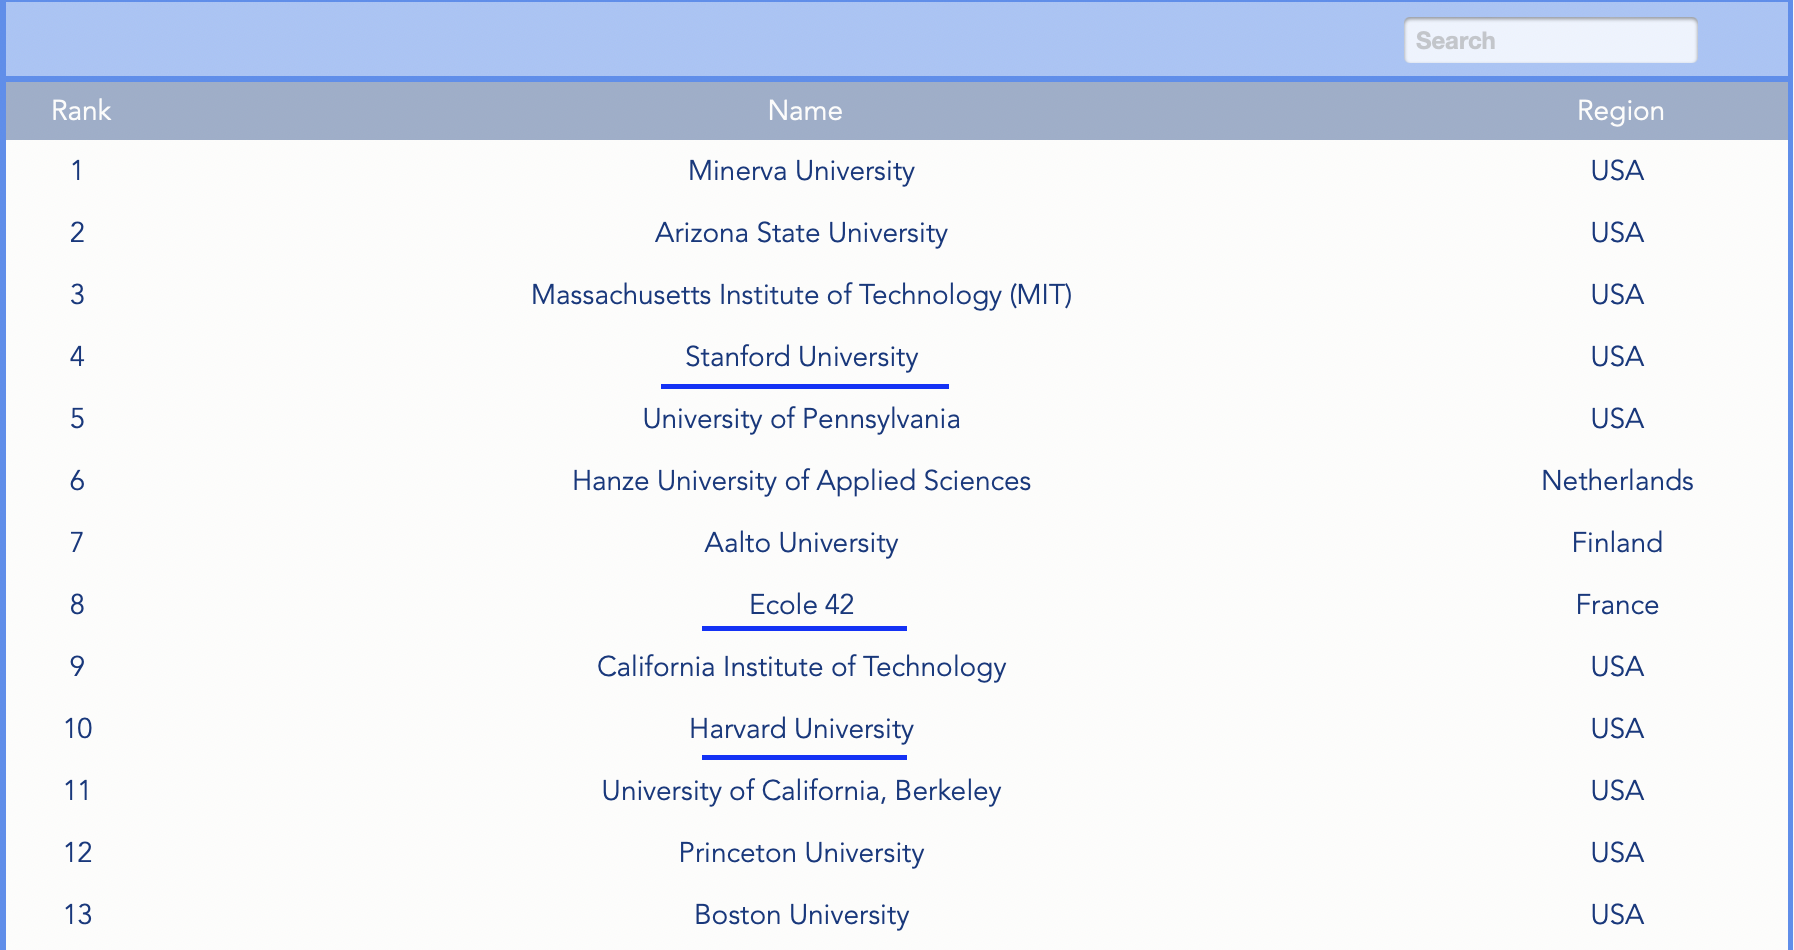 Search
Rank Name Region
1 Minerva University USA
2 Arizona State University USA
3 Massachusetts Institute of Technology (MIT) USA
4 Stanford University USA
5 University of Pennsylvania USA
6 Hanze University of Applied Sciences Netherlands
7 Aalto University Finland
8 Ecole 42 France
9 California Institute of Technology USA
10 Harvard University USA
11 University of California, Berkeley USA
12 Princeton University USA
13 Boston University USA